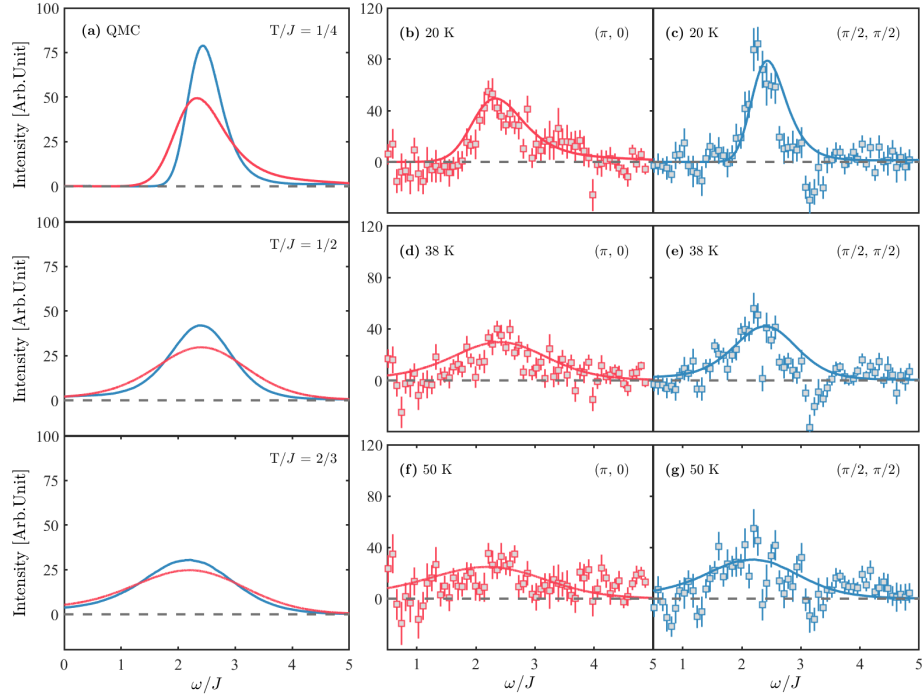 (a) QMC T/J = 1/4
100
75
50
25
0
Intensity [Arb.Unit]
T/J = 1/2
100
75
50
25
0
Intensity [Arb.Unit]
T/J = 2/3
100
75
50
25
0
Intensity [Arb.Unit]
0 1 2 3 4 5
ω/J
(b) 20 K (π, 0)
120
80
40
0
(c) 20 K (π/2, π/2)
(d) 38 K (π, 0)
120
80
40
0
(e) 38 K (π/2, π/2)
(f) 50 K (π, 0)
120
80
40
0
(g) 50 K (π/2, π/2)
1 2 3 4 5
ω/J
1 2 3 4 5
ω/J